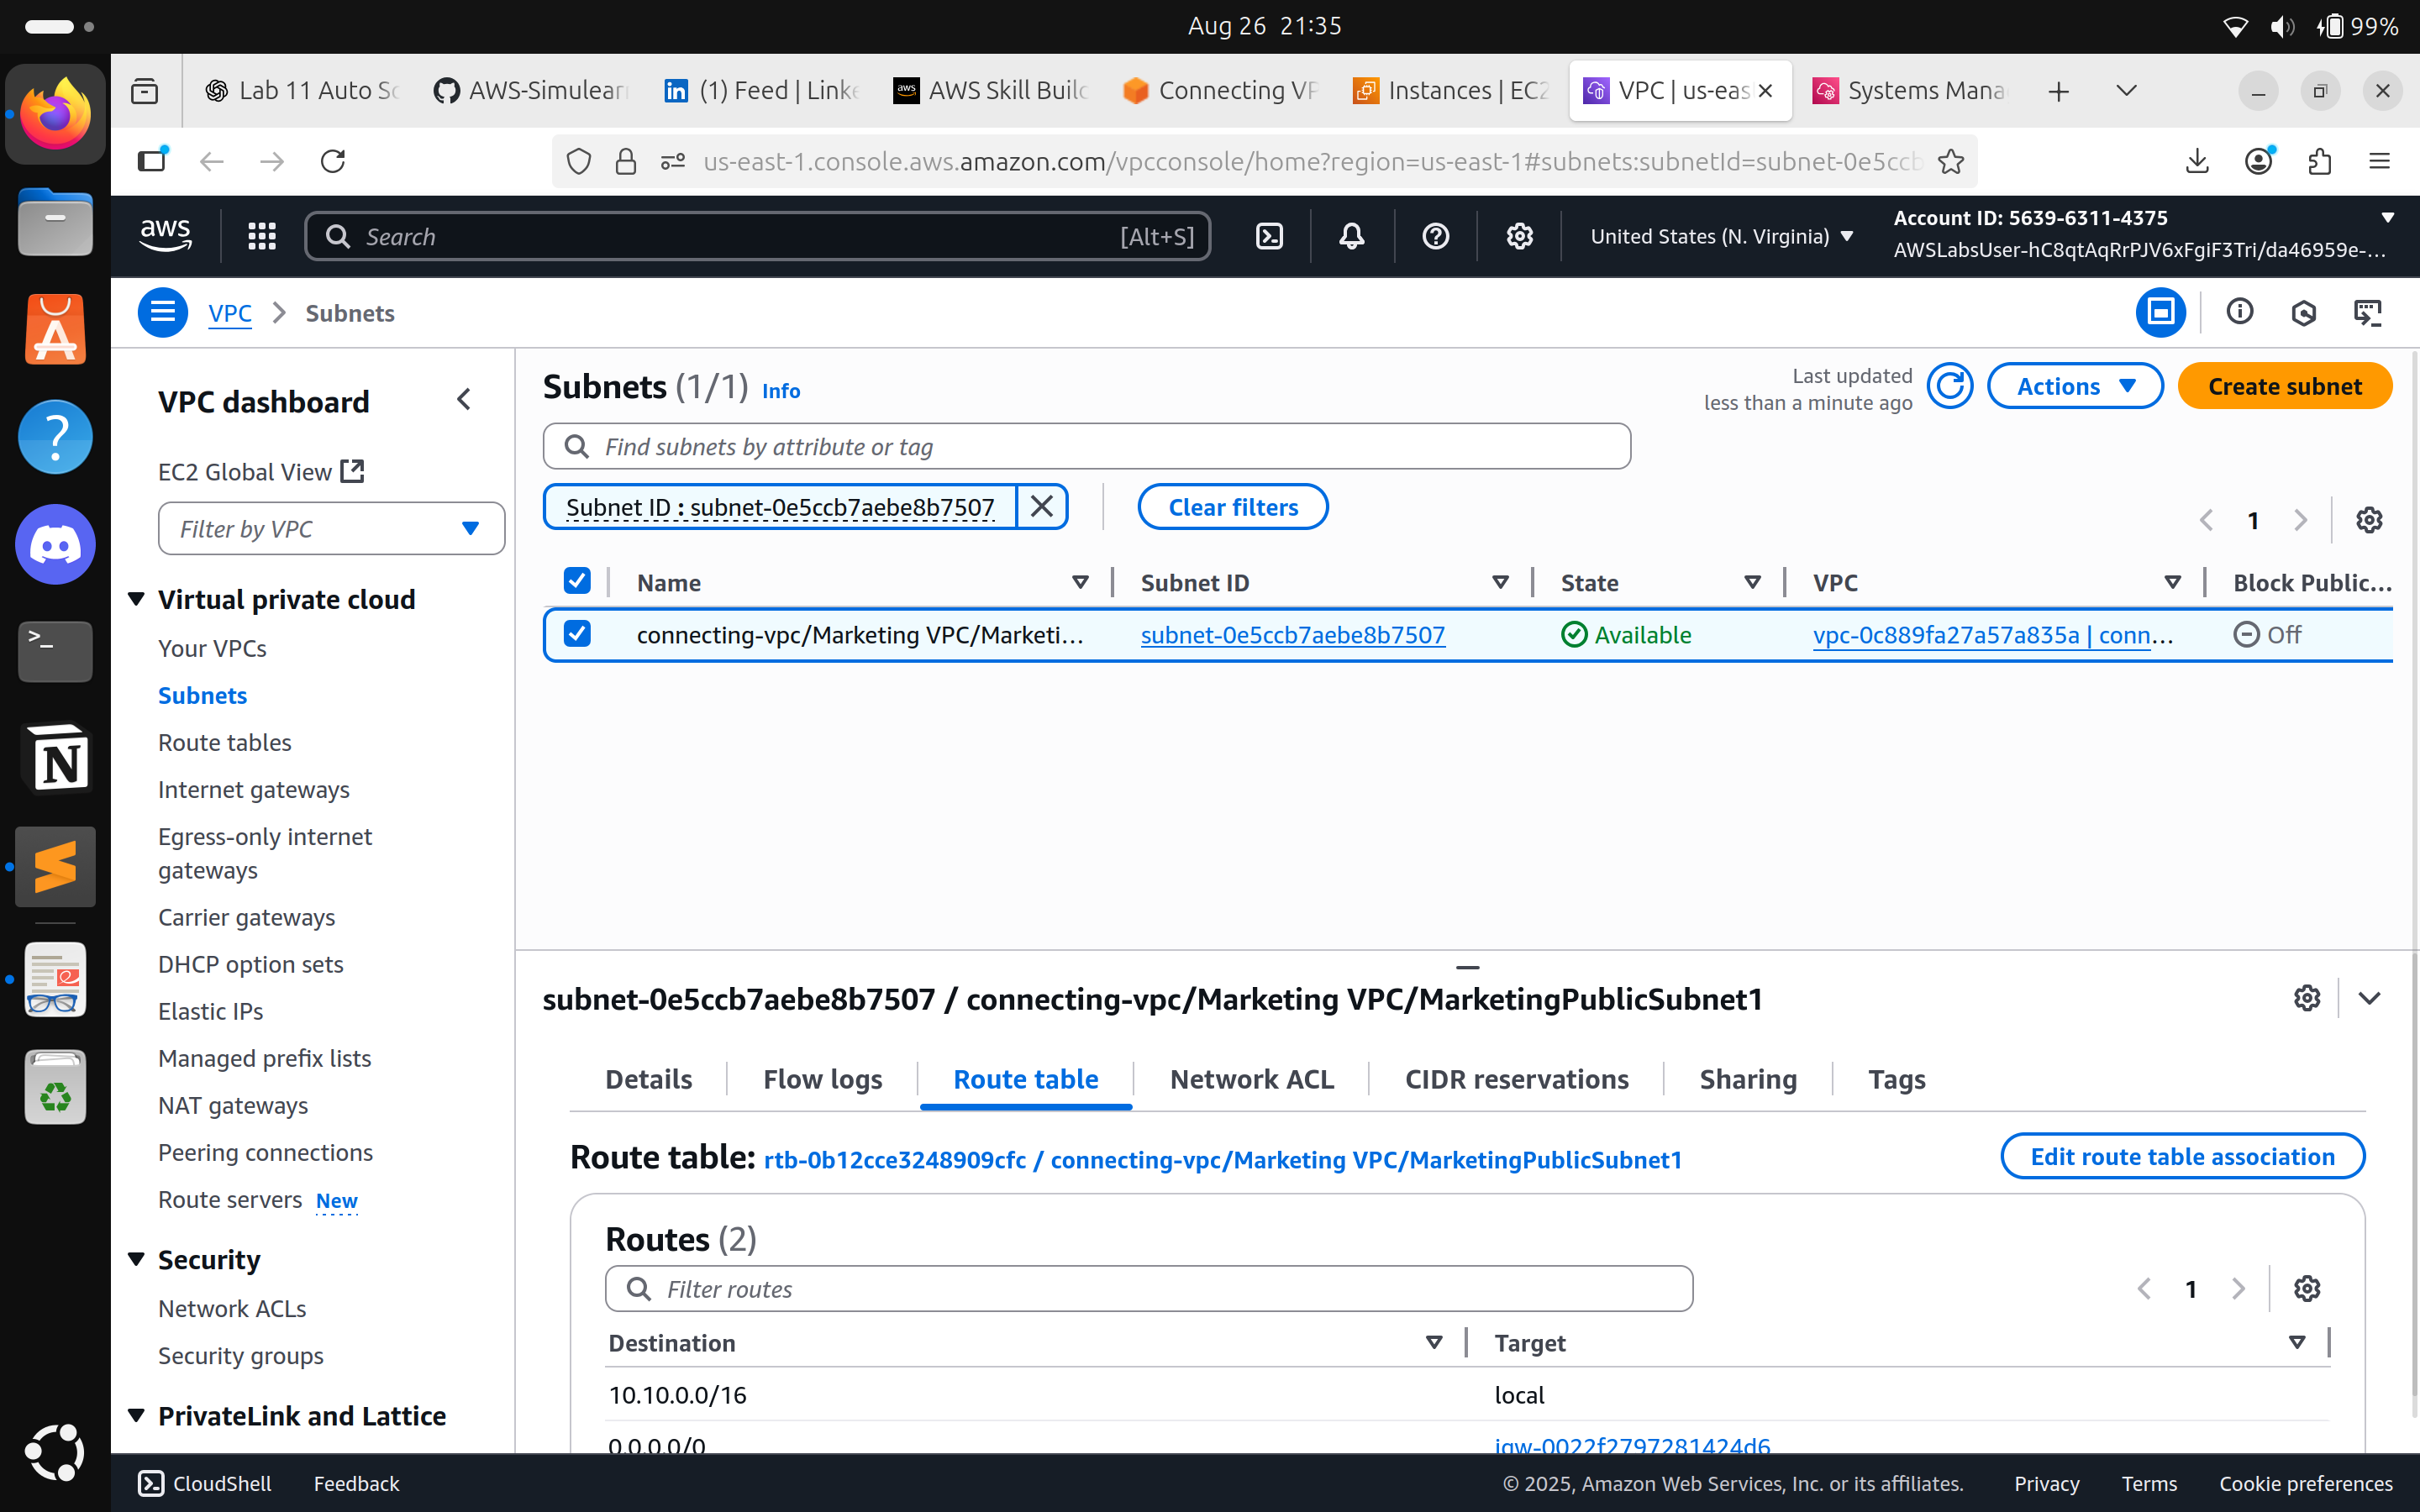 Aug 26 21:35
99%
Lab 11 Auto Sc
AWS-Simulearn
(1) Feed | Linke
aws
AWS Skill Builc
Connecting VP
Instances | EC2
VPC | us-eas
Systems Mana
us-east-1.console.aws.amazon.com/vpcconsole/home?region=us-east-1#subnets:subnetId=subnet-0e5ccb
aws
Search
[Alt+S]
United States (N. Virginia)
Account ID: 5639-6311-4375
AWSLabsUser-hC8qtAqRrPJV6xFgiF3Tri/da46959e-...
VPC
Subnets
VPC dashboard
EC2 Global View
Filter by VPC
Virtual private cloud
Your VPCs
Subnets
Route tables
Internet gateways
Egress-only internet
gateways
Carrier gateways
DHCP option sets
Elastic IPs
Managed prefix lists
NAT gateways
Peering connections
Route servers New
Security
Network ACLs
Security groups
PrivateLink and Lattice
Subnets (1/1) Info
Last updated
less than a minute ago
Actions
Create subnet
Find subnets by attribute or tag
Subnet ID : subnet-0e5ccb7aebe8b7507
Clear filters
1
Name
Subnet ID
State
VPC
Block Public...
connecting-vpc/Marketing VPC/Marketi...
subnet-0e5ccb7aebe8b7507
Available
vpc-0c889fa27a57a835a | conn...
Off
subnet-0e5ccb7aebe8b7507 / connecting-vpc/Marketing VPC/MarketingPublicSubnet1
Details
Flow logs
Route table
Network ACL
CIDR reservations
Sharing
Tags
Route table: rtb-0b12cce3248909cfc / connecting-vpc/Marketing VPC/MarketingPublicSubnet1
Edit route table association
Routes (2)
Filter routes
1
Destination
Target
10.10.0.0/16
local
0.0.0.0/0
igw-0022f2797281424d6
CloudShell
Feedback
© 2025, Amazon Web Services, Inc. or its affiliates.
Privacy
Terms
Cookie preferences